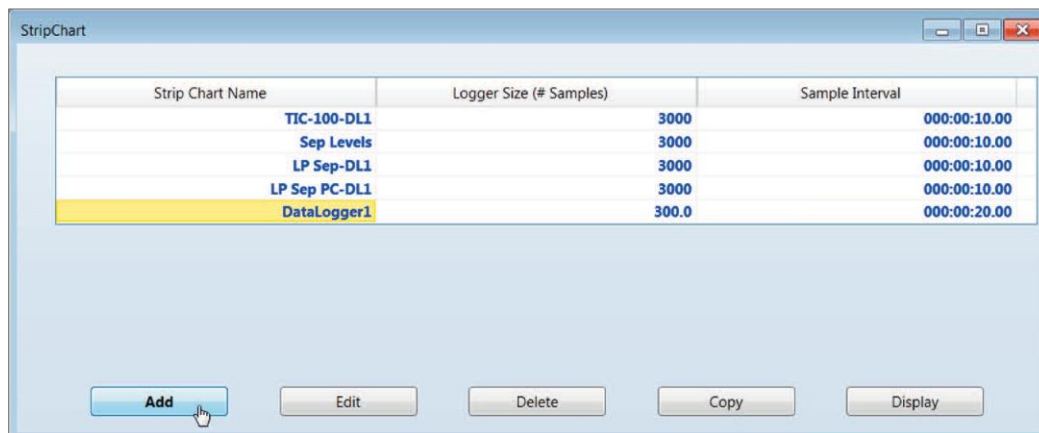 StripChart
Strip Chart Name Logger Size (# Samples) Sample Interval
TIC-100-DL1 3000 000:00:10.00
Sep Levels 3000 000:00:10.00
LP Sep-DL1 3000 000:00:10.00
LP Sep PC-DL1 3000 000:00:10.00
DataLogger1 300.0 000:00:20.00
Add Edit Delete Copy Display